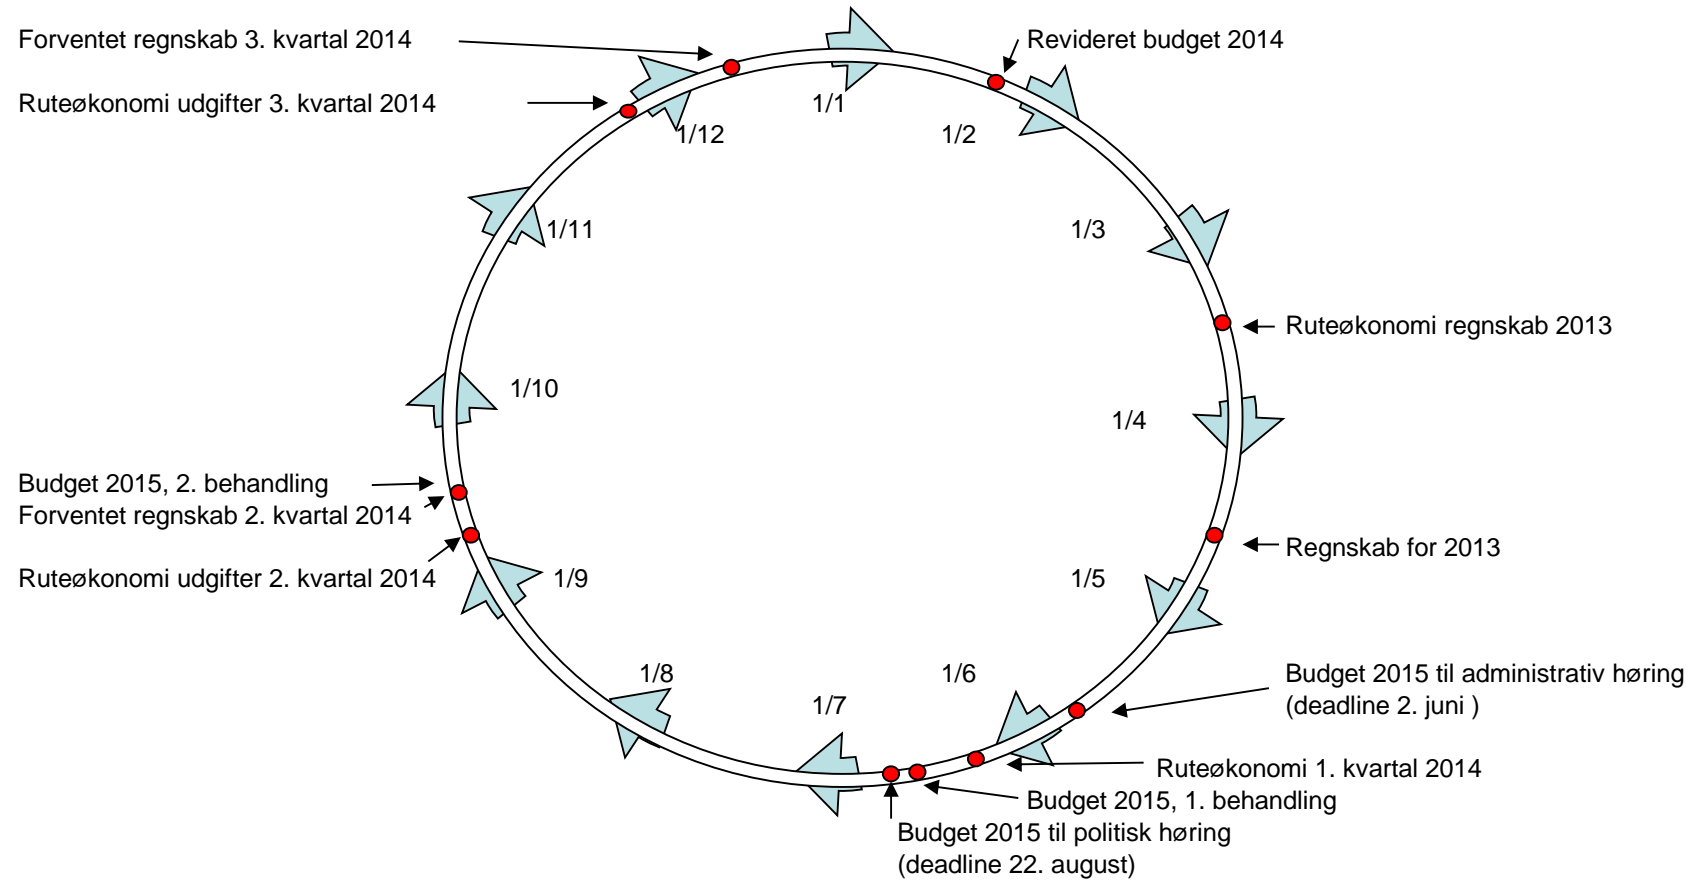 Forventet regnskab 3. kvartal 2014
Revideret budget 2014
Ruteøkonomi udgifter 3. kvartal 2014
1/1
1/12
1/2
1/11
1/3
Ruteøkonomi regnskab 2013
1/10
1/4
Budget 2015, 2. behandling
Forventet regnskab 2. kvartal 2014
Regnskab for 2013
Ruteøkonomi udgifter 2. kvartal 2014
1/9
1/5
1/8
1/6
Budget 2015 til administrativ høring
(deadline 2. juni )
1/7
Ruteøkonomi 1. kvartal 2014
Budget 2015, 1. behandling
Budget 2015 til politisk høring
(deadline 22. august)